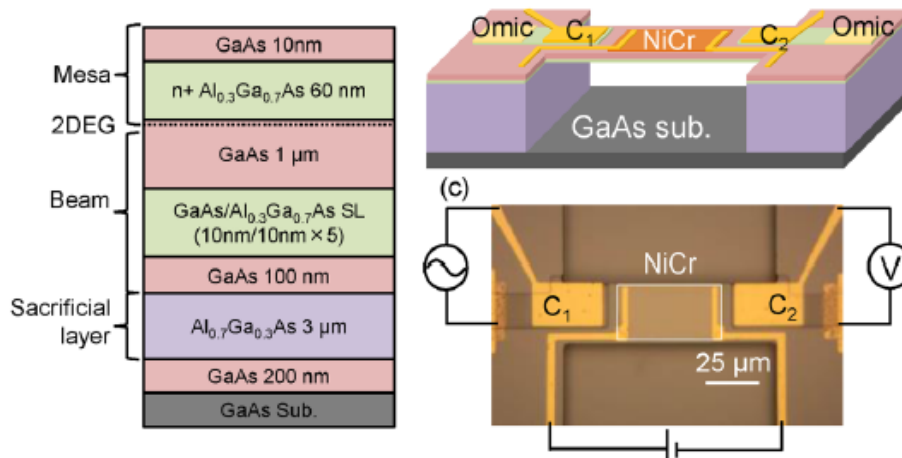 Mesa
2DEG
Beam
Sacrificial
layer
GaAs 10nm
n+ Al₀.₃Ga₀.₇As 60 nm
GaAs 1 μm
GaAs/Al₀.₃Ga₀.₇As SL
(10nm/10nm × 5)
GaAs 100 nm
Al₀.₇Ga₀.₃As 3 μm
GaAs 200 nm
GaAs Sub.
Omic
C₁
NiCr
C₂
Omic
GaAs sub.
(c)
NiCr
C₁
C₂
V
25 μm